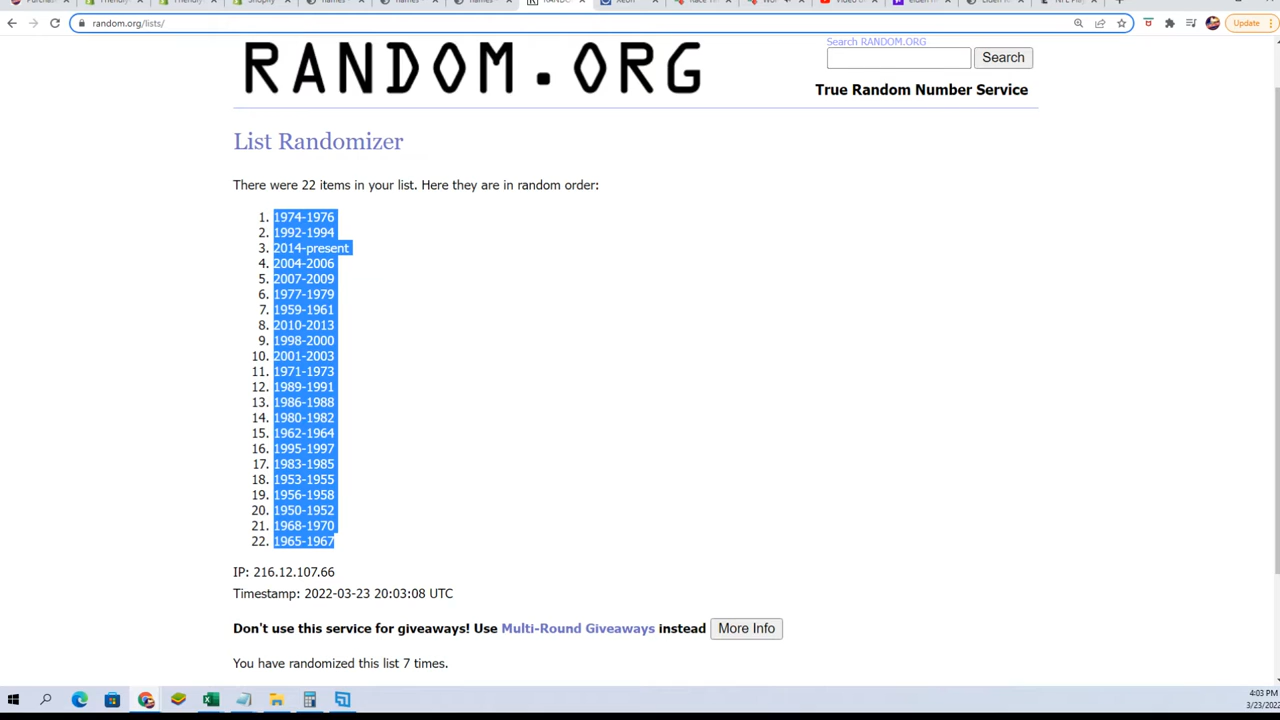 random.org/lists/
Update
RANDOM.ORG
Search RANDOM.ORG
Search
True Random Number Service
List Randomizer
There were 22 items in your list. Here they are in random order:
1. 1974-1976
2. 1992-1994
3. 2014-present
4. 2004-2006
5. 2007-2009
6. 1977-1979
7. 1959-1961
8. 2010-2013
9. 1998-2000
10. 2001-2003
11. 1971-1973
12. 1989-1991
13. 1986-1988
14. 1980-1982
15. 1962-1964
16. 1995-1997
17. 1983-1985
18. 1953-1955
19. 1956-1958
20. 1950-1952
21. 1968-1970
22. 1965-1967
IP: 216.12.107.66
Timestamp: 2022-03-23 20:03:08 UTC
Don't use this service for giveaways! Use Multi-Round Giveaways instead More Info
You have randomized this list 7 times.
4:03 PM